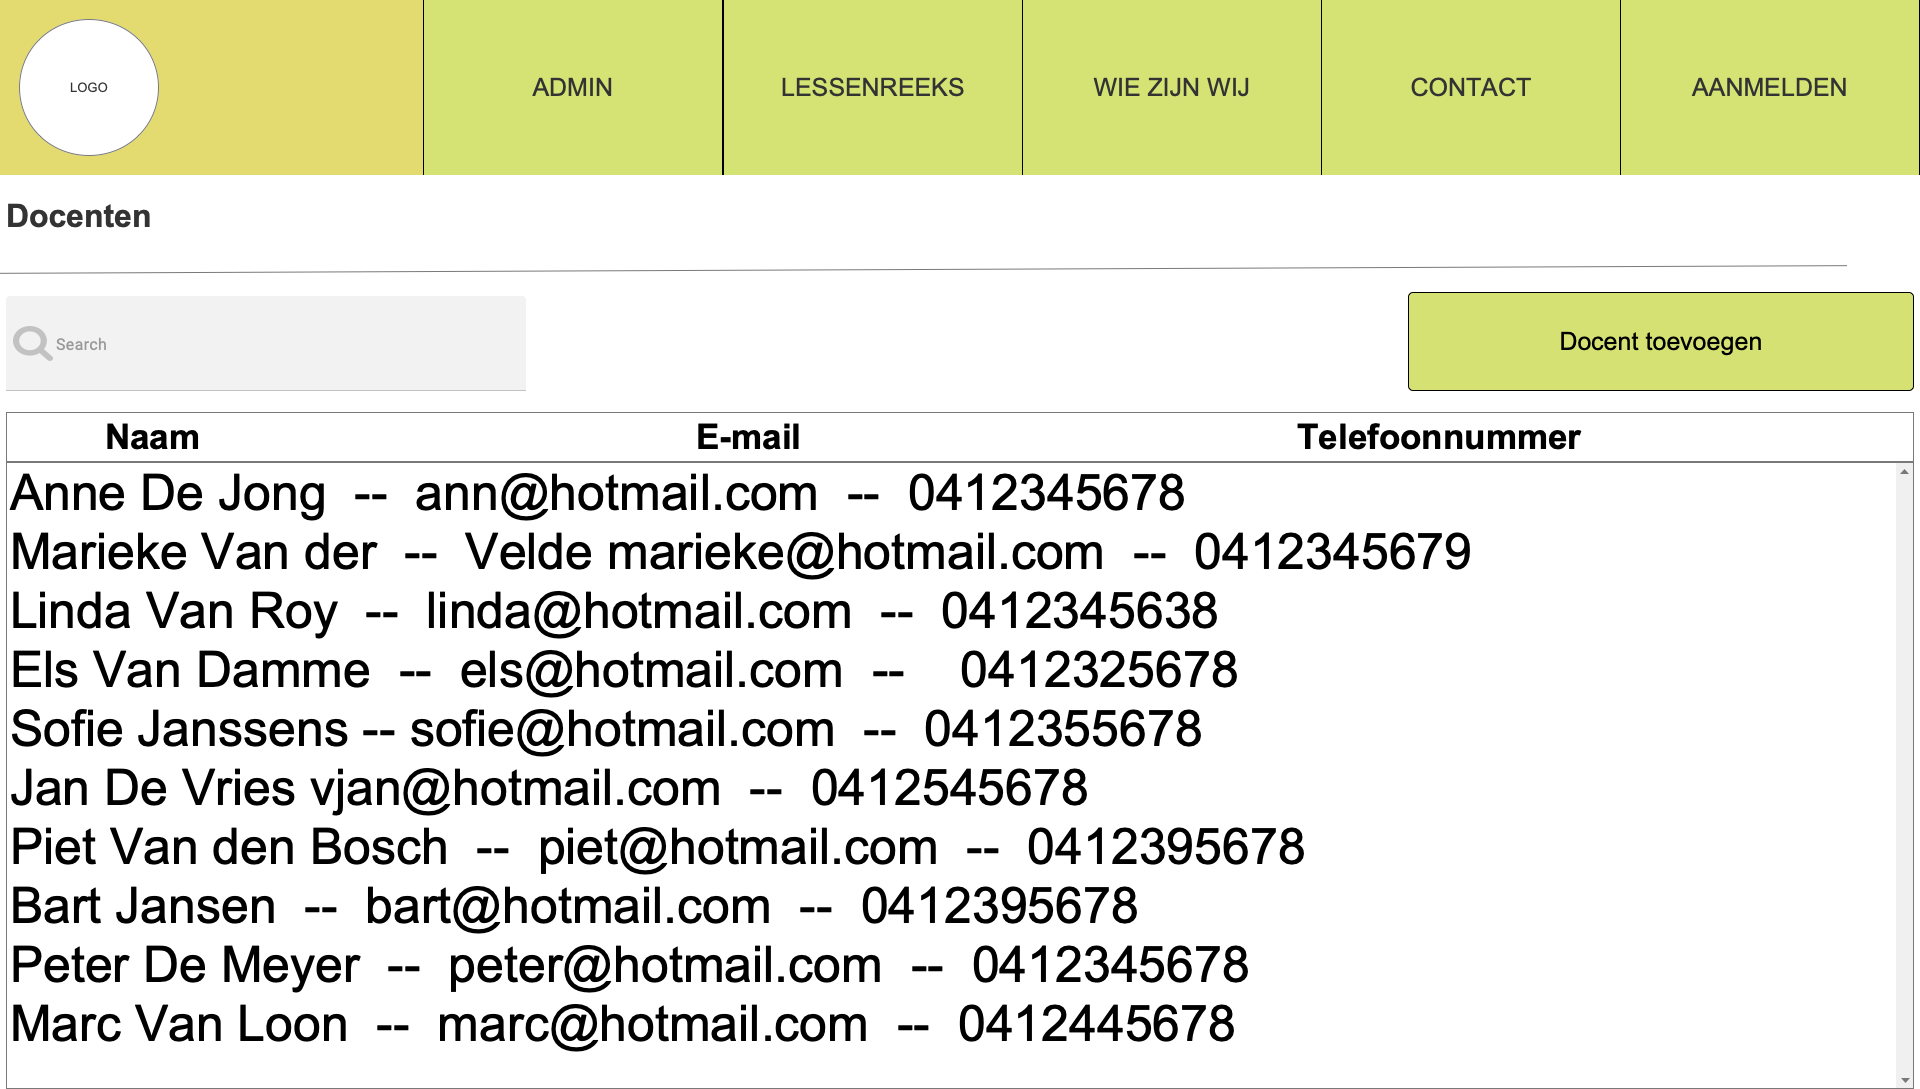 LOGO
ADMIN
LESSENREEKS
WIE ZIJN WIJ
CONTACT
AANMELDEN
Docenten
Search
Docent toevoegen
Naam E-mail Telefoonnummer
Anne De Jong -- ann@hotmail.com -- 0412345678
Marieke Van der -- Velde marieke@hotmail.com -- 0412345679
Linda Van Roy -- linda@hotmail.com -- 0412345638
Els Van Damme -- els@hotmail.com -- 0412325678
Sofie Janssens -- sofie@hotmail.com -- 0412355678
Jan De Vries vjan@hotmail.com -- 0412545678
Piet Van den Bosch -- piet@hotmail.com -- 0412395678
Bart Jansen -- bart@hotmail.com -- 0412395678
Peter De Meyer -- peter@hotmail.com -- 0412345678
Marc Van Loon -- marc@hotmail.com -- 0412445678